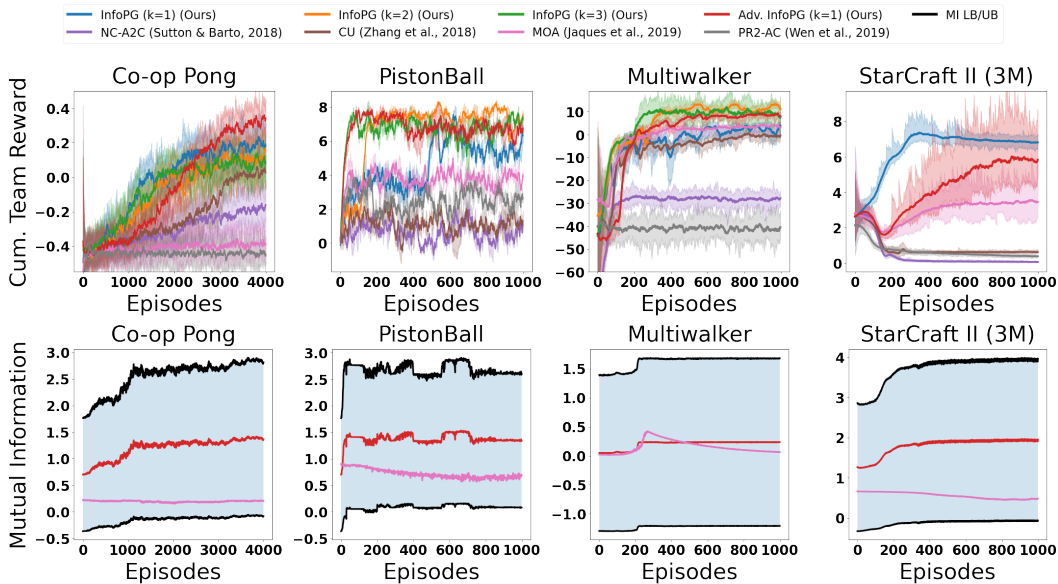 InfoPG (k=1) (Ours) InfoPG (k=2) (Ours) InfoPG (k=3) (Ours) Adv. InfoPG (k=1) (Ours) MI LB/UB
NC-A2C (Sutton & Barto, 2018) CU (Zhang et al., 2018) MOA (Jaques et al., 2019) PR2-AC (Wen et al., 2019)
Co-op Pong PistonBall Multiwalker StarCraft II (3M)
Cum. Team Reward
0.4
0.2
0.0
−0.2
−0.4
0 1000 2000 3000 4000
Episodes
8
6
4
2
0
0 200 400 600 800 1000
Episodes
10
0
−10
−20
−30
−40
−50
−60
0 200 400 600 800 1000
Episodes
8
6
4
2
0
0 200 400 600 800 1000
Episodes
Co-op Pong PistonBall Multiwalker StarCraft II (3M)
Mutual Information
3.0
2.5
2.0
1.5
1.0
0.5
0.0
−0.5
0 1000 2000 3000 4000
Episodes
3.0
2.5
2.0
1.5
1.0
0.5
0.0
−0.5
0 200 400 600 800 1000
Episodes
1.5
1.0
0.5
0.0
−0.5
−1.0
0 200 400 600 800 1000
Episodes
4
3
2
1
0
0 200 400 600 800 1000
Episodes